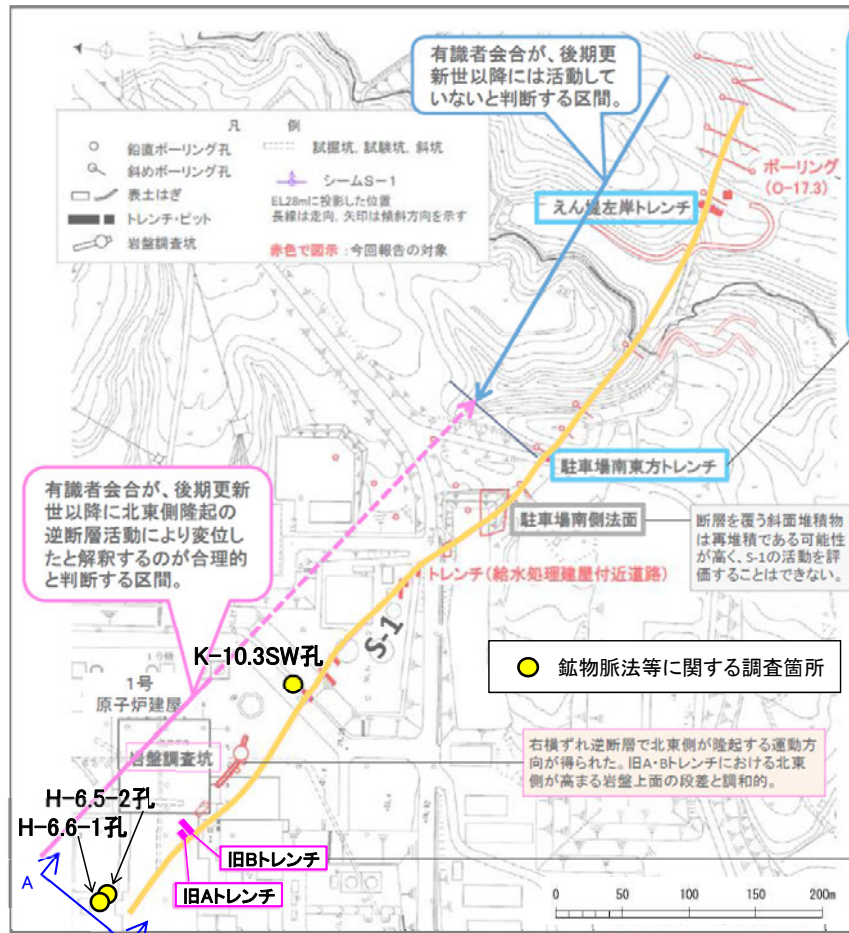 有識者会合が、後期更
新世以降には活動して
いないと判断する区間。
凡 例
鉛直ボーリング孔
試掘坑, 試験坑, 斜坑
斜めボーリング孔
シームS-1
表土はぎ
EL28mに投影した位置
長線は走向、矢印は傾斜方向を示す
トレンチ・ピット
岩盤調査坑
赤色で図示：今回報告の対象
ボーリング
(O-17.3)
えん堤左岸トレンチ
駐車場南東方トレンチ
有識者会合が、後期更新
世以降に北東側隆起の
逆断層活動により変位し
たと解釈するのが合理的
と判断する区間。
駐車場南側法面
断層を覆う斜面堆積物
は再堆積である可能性
が高く、S-1の活動を評
価することはできない。
トレンチ(給水処理建屋付近道路)
S-1
K-10.3SW孔
鉱物脈法等に関する調査箇所
1号
原子炉建屋
岩盤調査坑
右横ずれ逆断層で北東側が隆起する運動方
向が得られた。旧A・Bトレンチにおける北東
側が高まる岩盤上面の段差と調和的。
H-6.5-2孔
H-6.6-1孔
旧Bトレンチ
旧Aトレンチ
A
0 50 100 150 200m